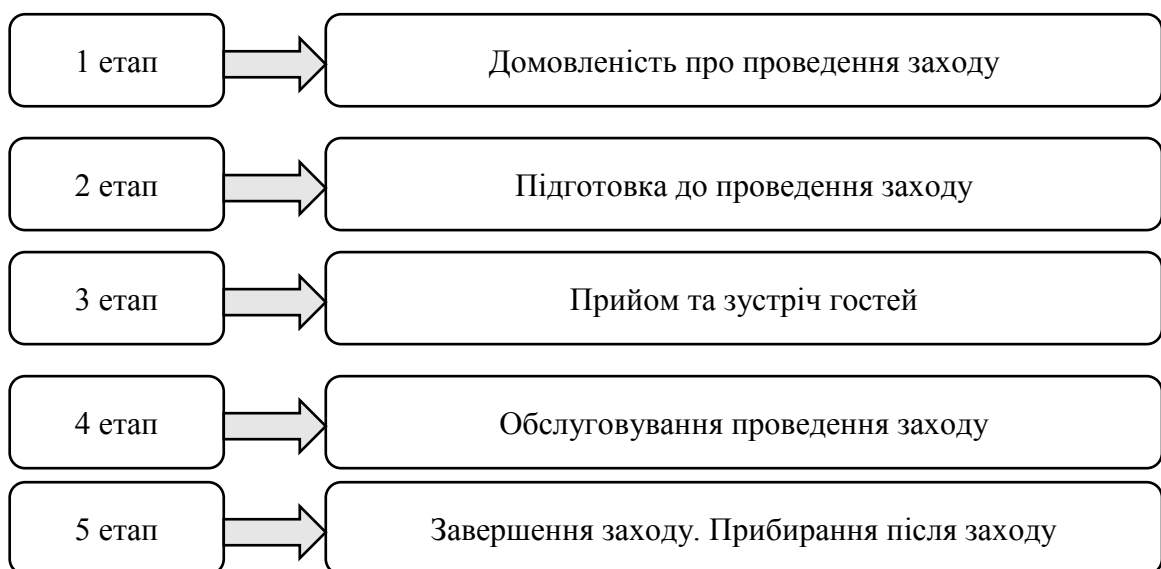 1 етап
Домовленість про проведення заходу
2 етап
Підготовка до проведення заходу
3 етап
Прийом та зустріч гостей
4 етап
Обслуговування проведення заходу
5 етап
Завершення заходу. Прибирання після заходу